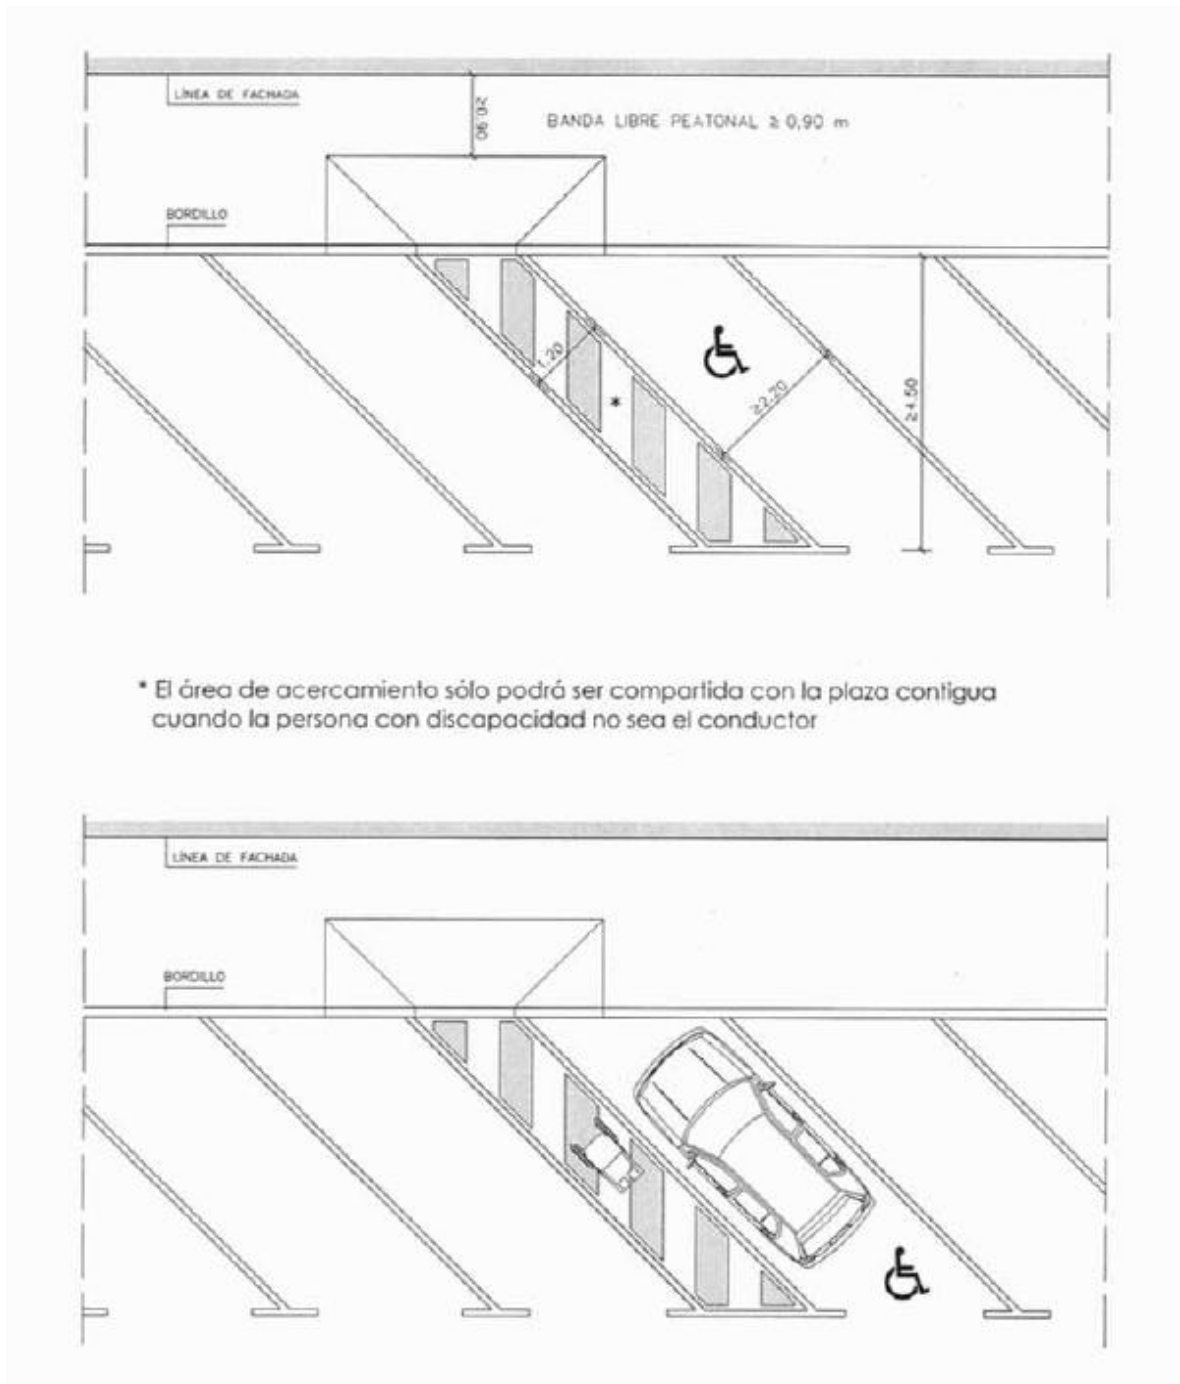 LÍNEA DE FACHADA
≥0,90
BANDA LIBRE PEATONAL ≥ 0,90 m
BORDILLO
1.20
≥2.70
≥4.50
*
* El área de acercamiento sólo podrá ser compartida con la plaza contigua
cuando la persona con discapacidad no sea el conductor
LÍNEA DE FACHADA
BORDILLO